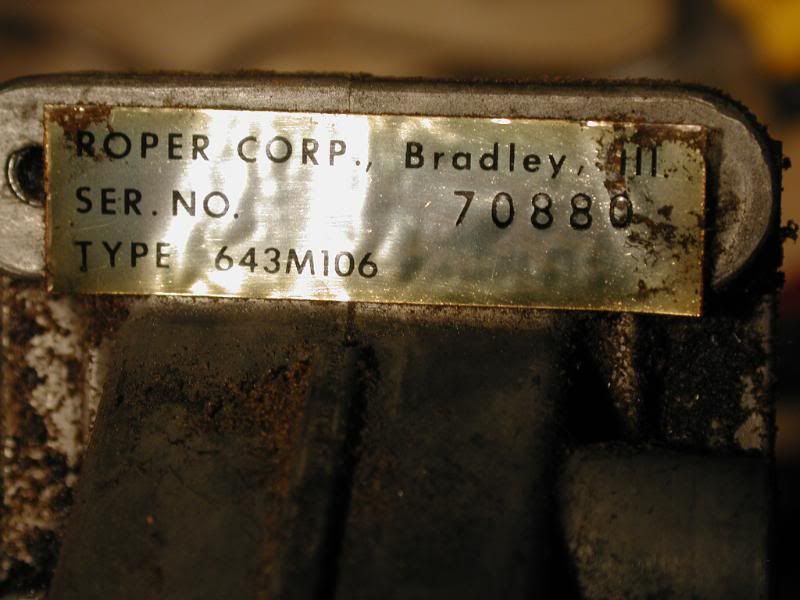 ROPER CORP., Bradley, Ill.
SER. NO. 70880
TYPE 643M106